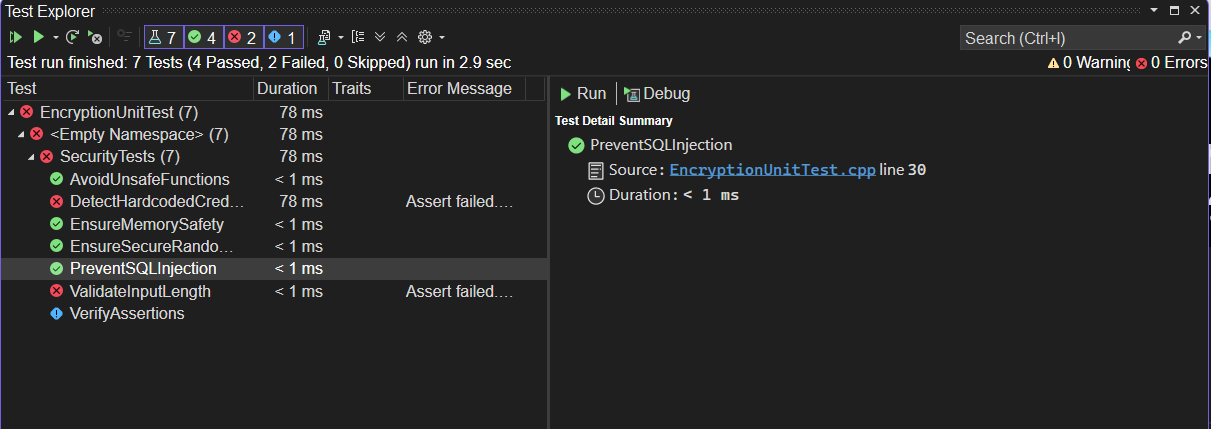 Test Explorer
7 4 2 1
Search (Ctrl+I)
Test run finished: 7 Tests (4 Passed, 2 Failed, 0 Skipped) run in 2.9 sec
0 Warning 0 Errors
Test Duration Traits Error Message
EncryptionUnitTest (7) 78 ms
<Empty Namespace> (7) 78 ms
SecurityTests (7) 78 ms
AvoidUnsafeFunctions < 1 ms
DetectHardcodedCred... 78 ms Assert failed....
EnsureMemorySafety < 1 ms
EnsureSecureRando... < 1 ms
PreventSQLInjection < 1 ms
ValidateInputLength < 1 ms Assert failed....
VerifyAssertions
Run Debug
Test Detail Summary
PreventSQLInjection
Source: EncryptionUnitTest.cpp line 30
Duration: < 1 ms